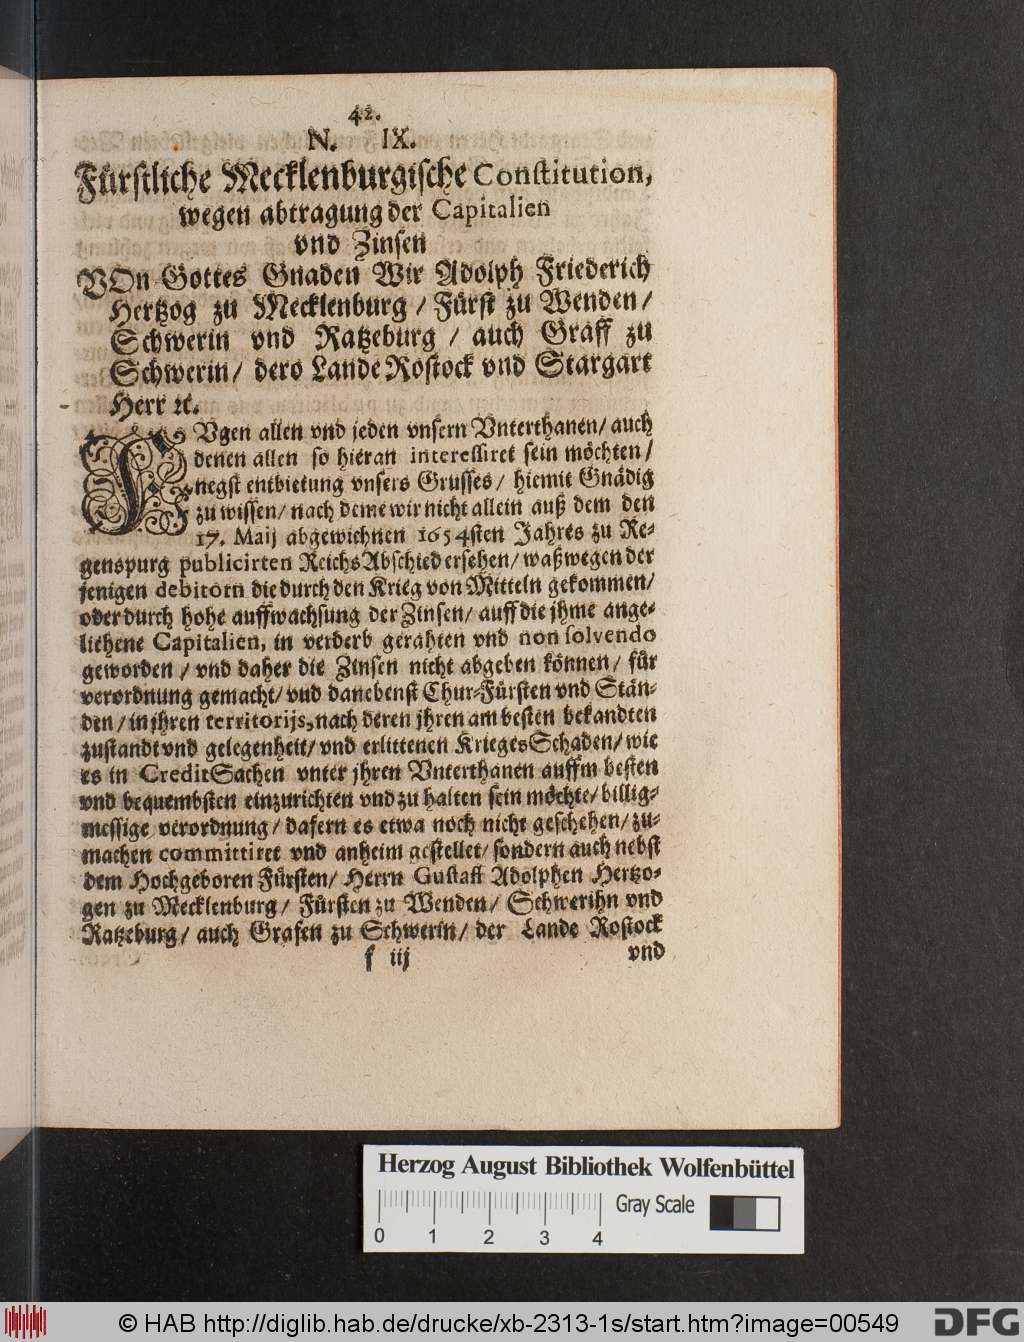 42.
N. IX.
Fürstliche Mecklenburgische Constitution,
wegen abtragung der Capitalien
vnd Zinsen
VOn Gottes Gnaden Wir Adolph Friederich
Hertzog zu Mecklenburg / Fürst zu Wenden /
Schwerin vnd Ratzeburg / auch Graff zu
Schwerin / dero Lande Rostock vnd Stargart
Herr ꝛc.
FVgen allen vnd jeden vnsern Vnterthanen / auch
denen allen so hieran interessiret sein möchten /
negst entbietung vnsers Grusses / hiemit Gnädig
zu wissen / nach deme wir nicht allein auß dem den
17. Maij abgewichnen 1654sten Jahres zu Re-
genspurg publicirten ReichsAbschied ersehen / waß wegen der
jenigen debitorn die durch den Krieg von Mitteln gekommen /
oder durch hohe auffwachsung der Zinsen / auff die jhme ange-
liehene Capitalien, in verderb gerahten vnd non solvendo
geworden / vnd daher die Zinsen nicht abgeben können / für
verordnung gemacht / vud danebenst Chur-Fürsten vnd Stän-
den / in jhren territorijs, nach deren jhren am besten bekandten
zustandt vnd gelegenheit / vnd erlittenen KriegesSchaden / wie
es in CreditSachen vnter jhren Vnterthanen auffm besten
vnd bequembsten einzurichten vnd zu halten sein möchte / billig-
messige verordnung / dafern es etwa noch nicht geschehen / zu-
machen committiret vnd anheim gestellet / sondern auch nebst
dem Hochgeboren Fürsten / Herrn Gustaff Adolphen Hertzo-
gen zu Mecklenburg / Fürsten zu Wenden / Schwerihn vnd
Ratzeburg / auch Grafen zu Schwerin / der Lande Rostock
f iij vnd
Herzog August Bibliothek Wolfenbüttel
Gray Scale
0 1 2 3 4
© HAB http://diglib.hab.de/drucke/xb-2313-1s/start.htm?image=00549
DFG